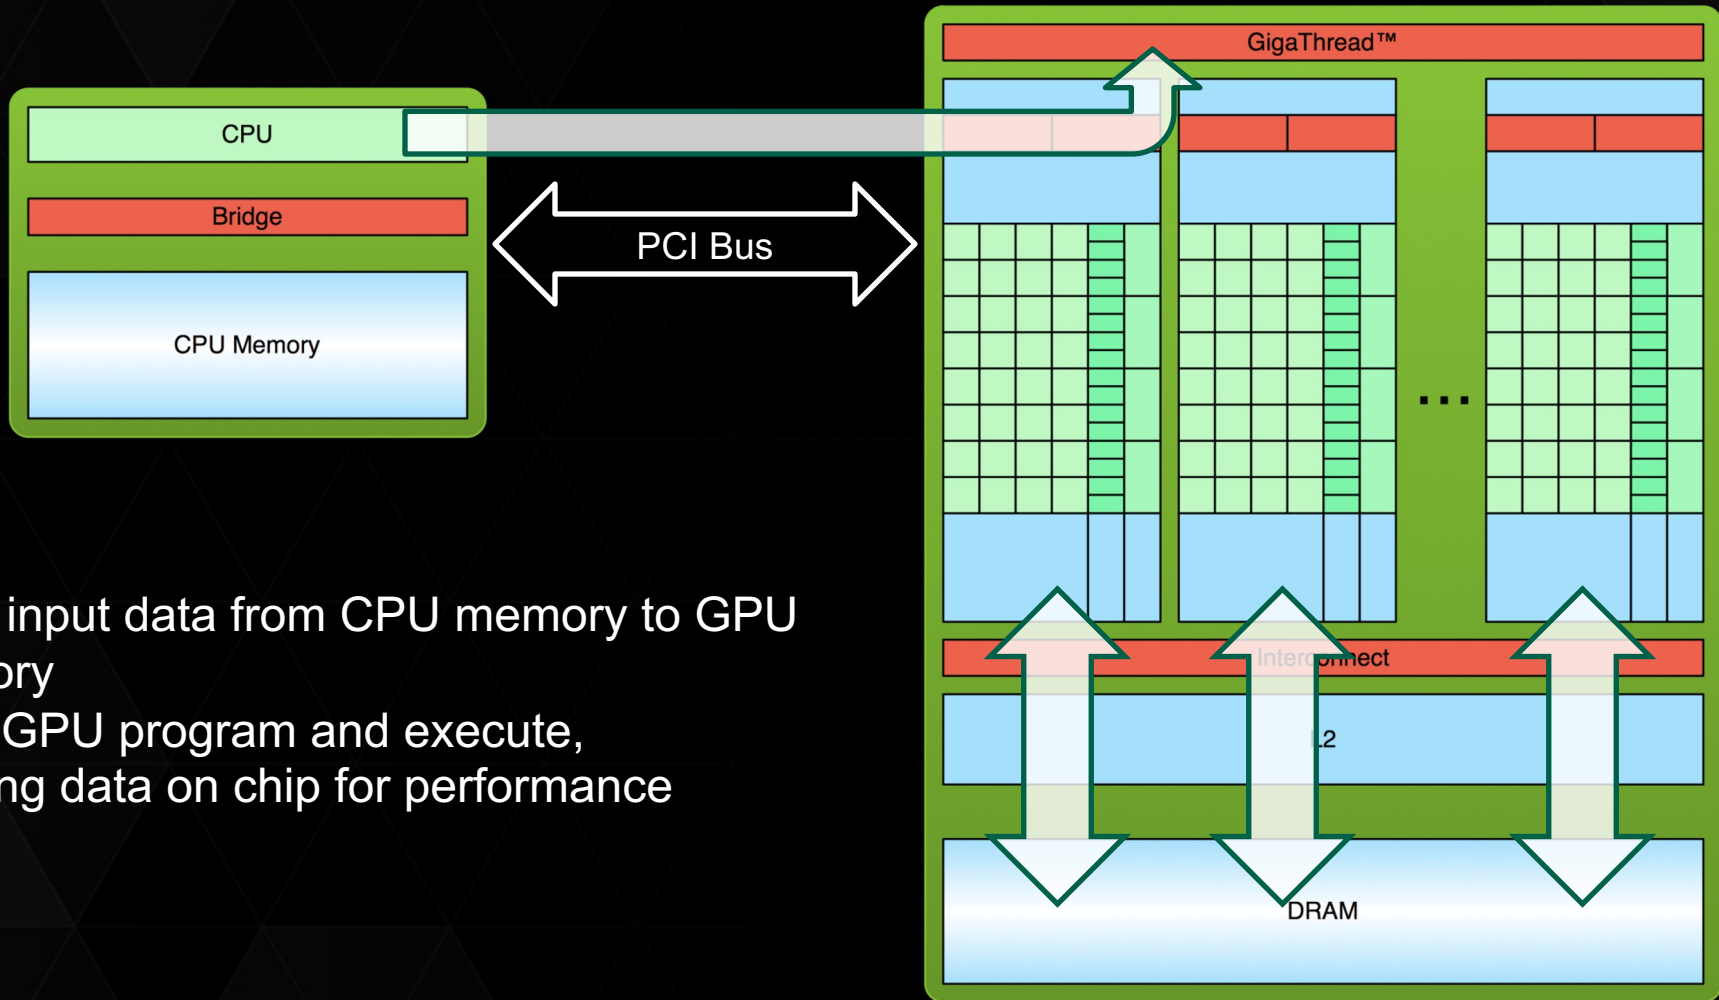 GigaThread™
CPU
Bridge
PCI Bus
CPU Memory
...
input data from CPU memory to GPU
ory
GPU program and execute,
ng data on chip for performance
Interconnect
L2
DRAM